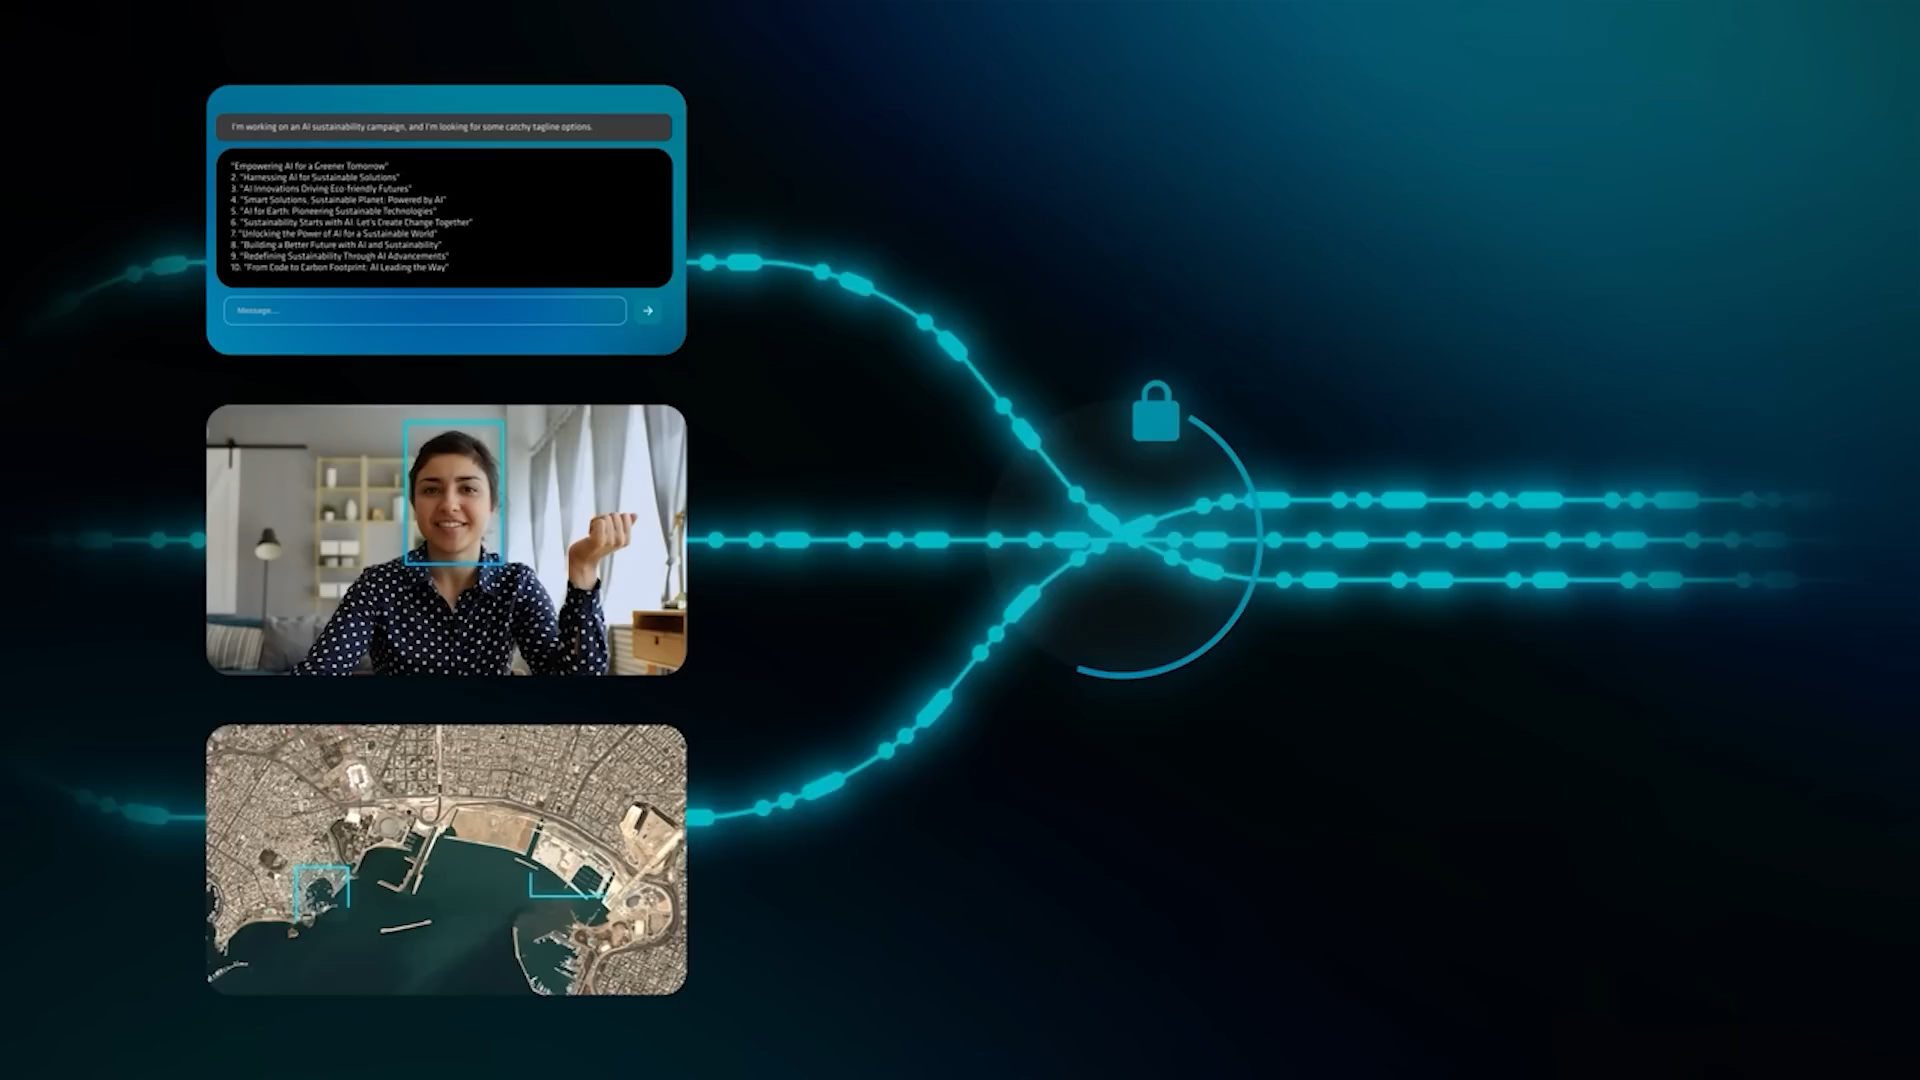 I'm working on an AI sustainability campaign, and I'm looking for some catchy tagline options.
"Empowering AI for a Greener Tomorrow"
2. "Harnessing AI for Sustainable Solutions"
3. "AI Innovations Driving Eco-friendly Futures"
4. "Smart Solutions, Sustainable Planet: Powered by AI"
5. "AI for Earth: Pioneering Sustainable Technologies"
6. "Sustainability Starts with AI: Let's Create Change Together"
7. "Unlocking the Power of AI for a Sustainable World"
8. "Building a Better Future with AI and Sustainability"
9. "Redefining Sustainability Through AI Advancements"
10. "From Code to Carbon Footprint: AI Leading the Way"
Message....